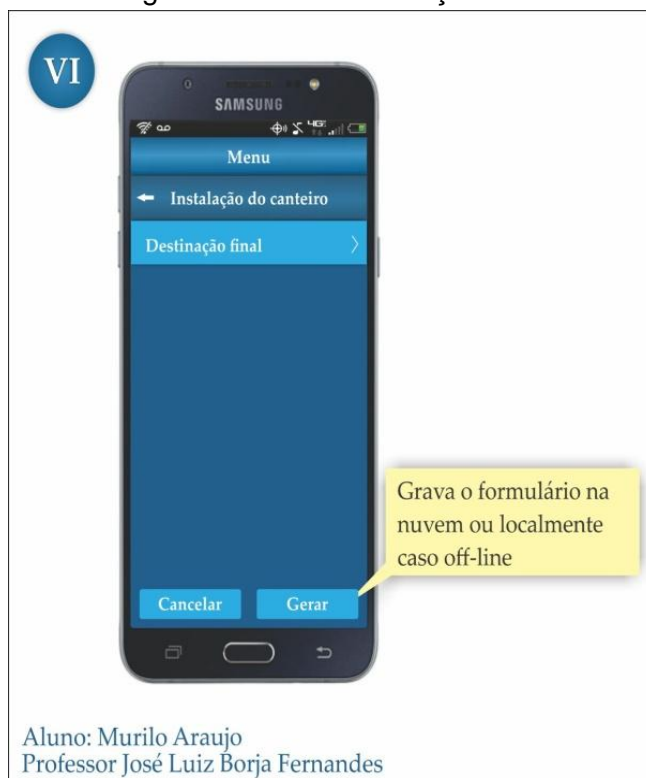 VI
SAMSUNG
4G
Menu
Instalação do canteiro
Destinação final
Grava o formulário na
nuvem ou localmente
caso off-line
Cancelar Gerar
Aluno: Murilo Araujo
Professor José Luiz Borja Fernandes